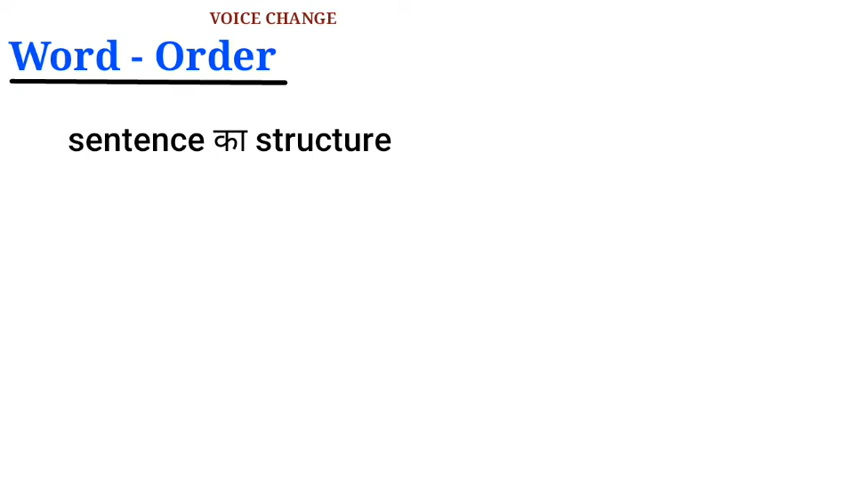 VOICE CHANGE
Word - Order
sentence का structure